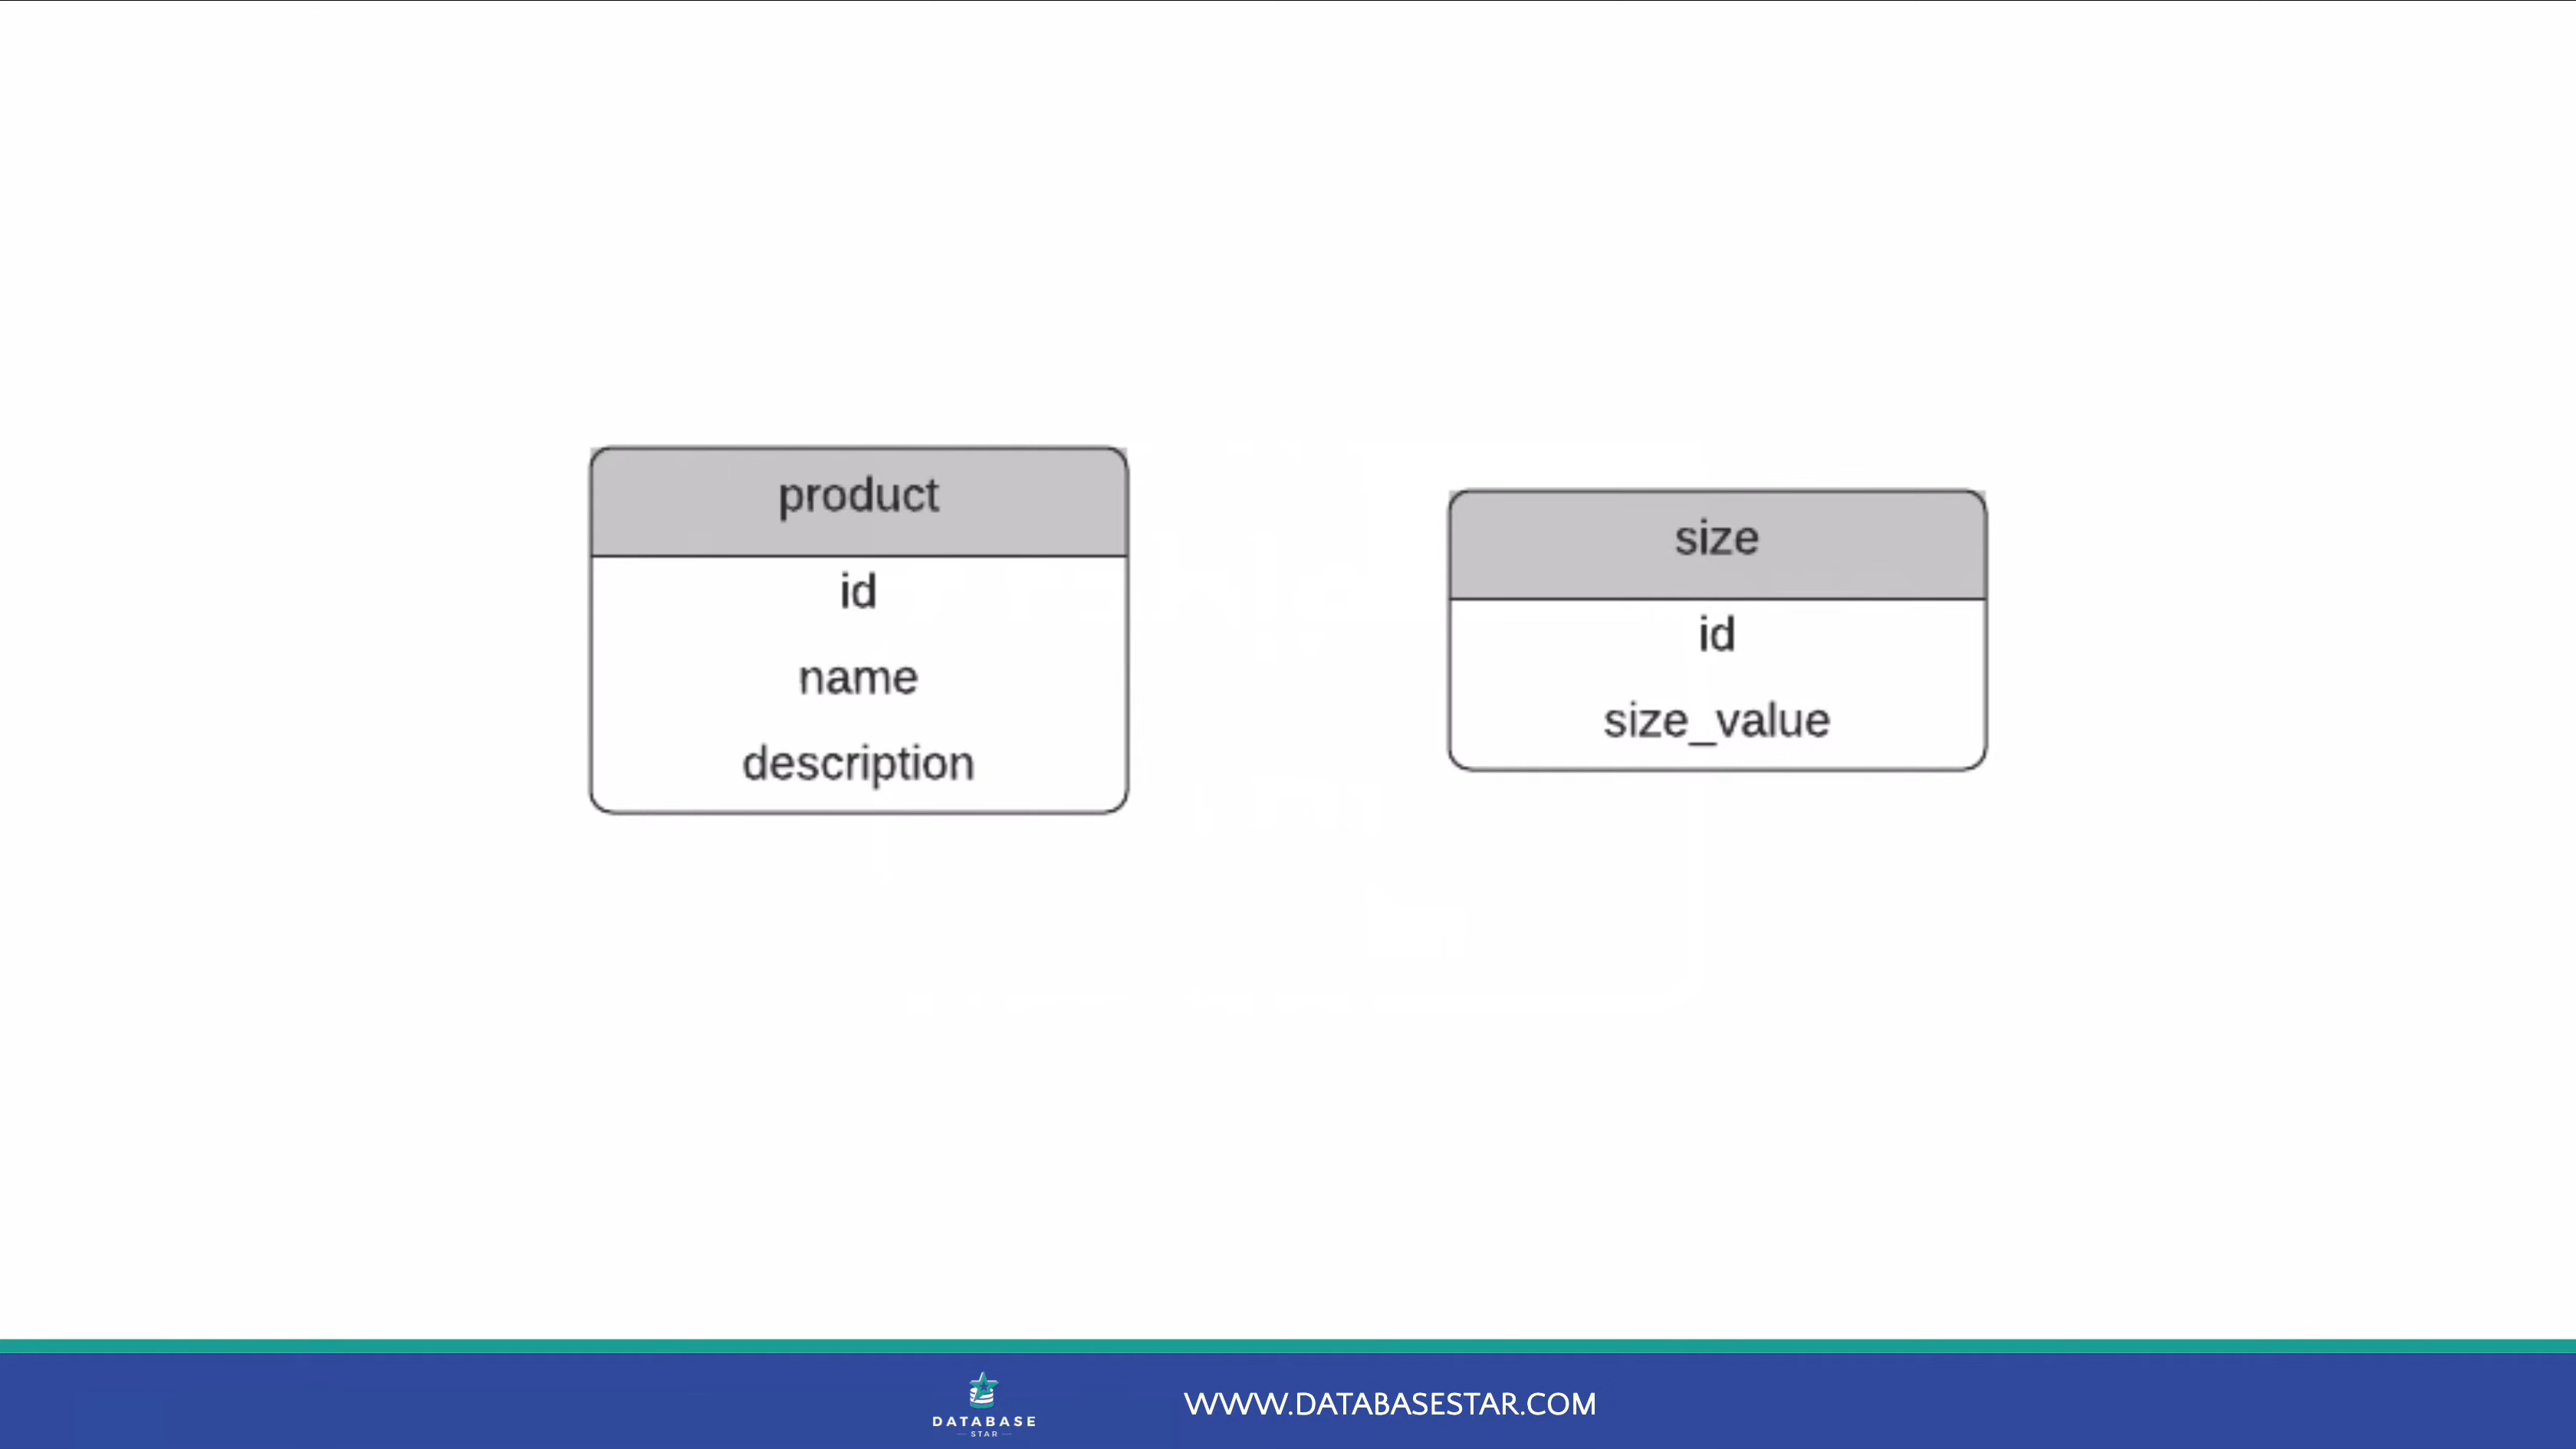 product
id
name
description
size
id
size_value
DATABASE
STAR
WWW.DATABASESTAR.COM